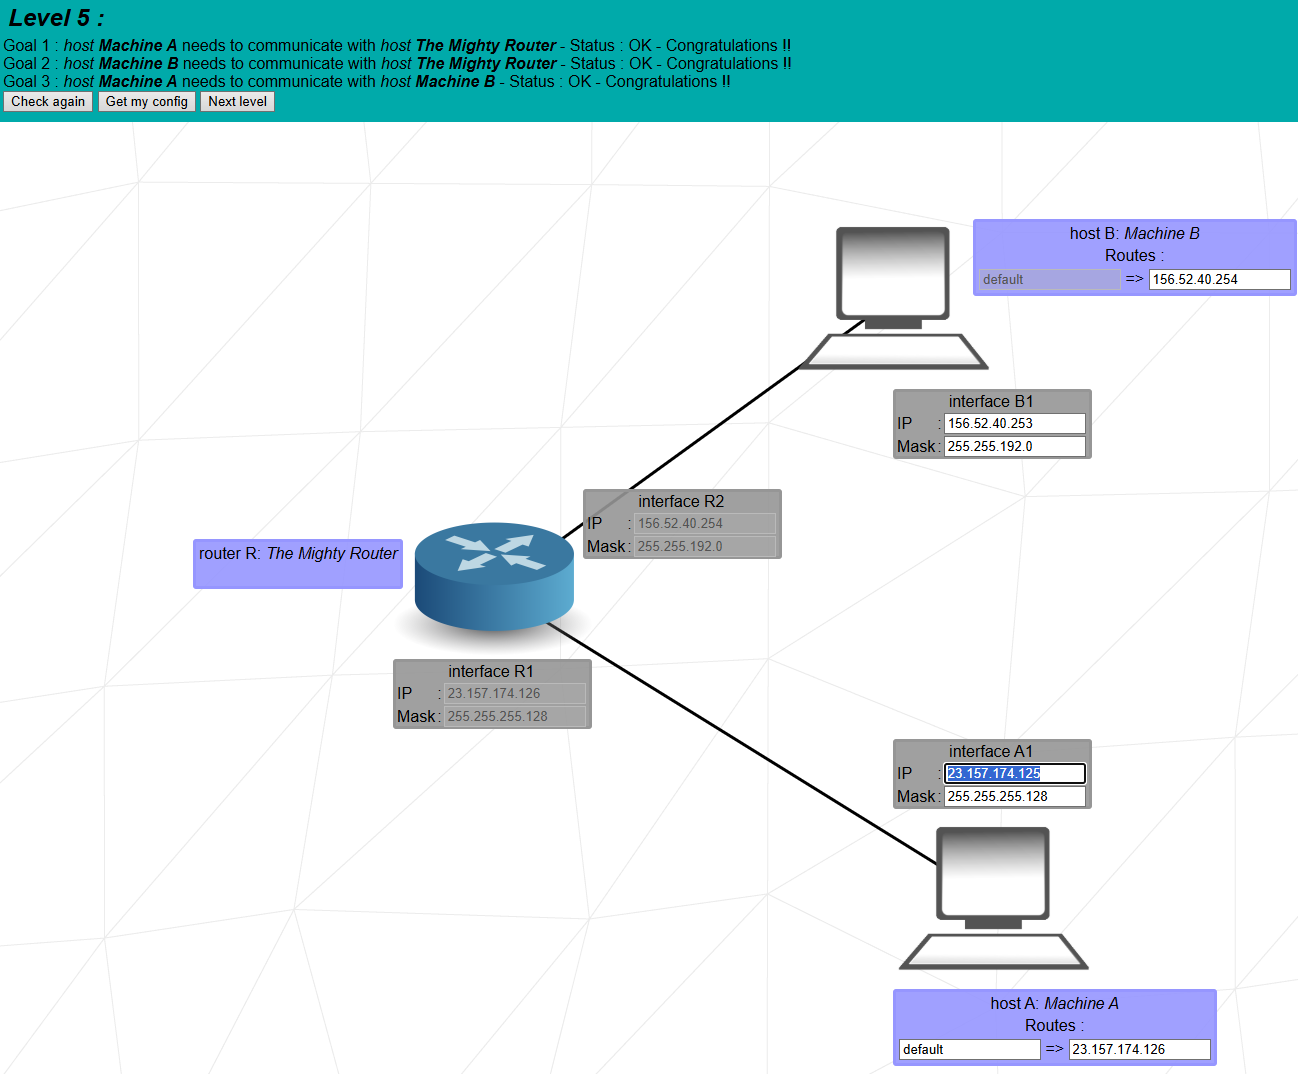 Level 5 :
Goal 1 : host Machine A needs to communicate with host The Mighty Router - Status : OK - Congratulations !!
Goal 2 : host Machine B needs to communicate with host The Mighty Router - Status : OK - Congratulations !!
Goal 3 : host Machine A needs to communicate with host Machine B - Status : OK - Congratulations !!
Check again Get my config Next level
host B: Machine B
Routes :
default => 156.52.40.254
interface B1
IP : 156.52.40.253
Mask : 255.255.192.0
interface R2
IP : 156.52.40.254
Mask : 255.255.192.0
router R: The Mighty Router
interface R1
IP : 23.157.174.126
Mask : 255.255.255.128
interface A1
IP : 23.157.174.125
Mask : 255.255.255.128
host A: Machine A
Routes :
default => 23.157.174.126